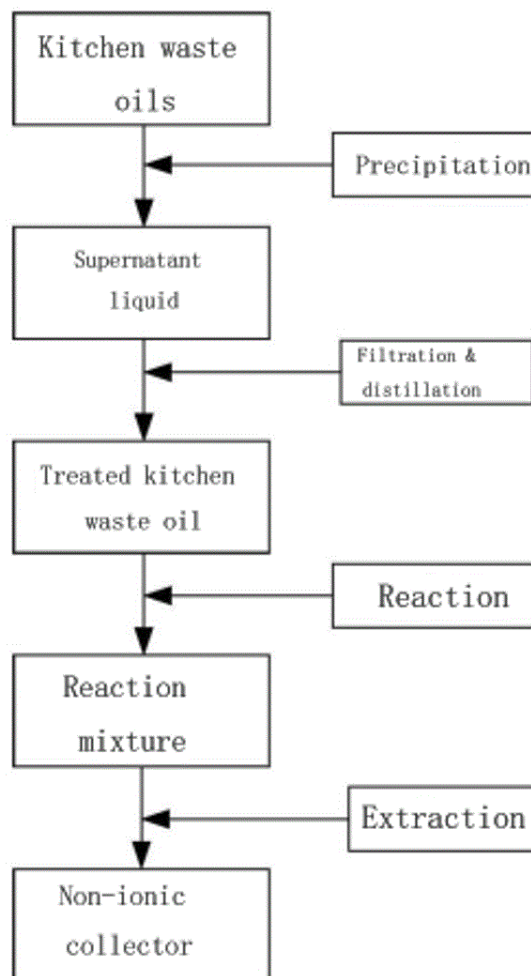 Kitchen waste
oils
Precipitation
Supernatant
liquid
Filtration &
distillation
Treated kitchen
waste oil
Reaction
Reaction
mixture
Extraction
Non-ionic
collector